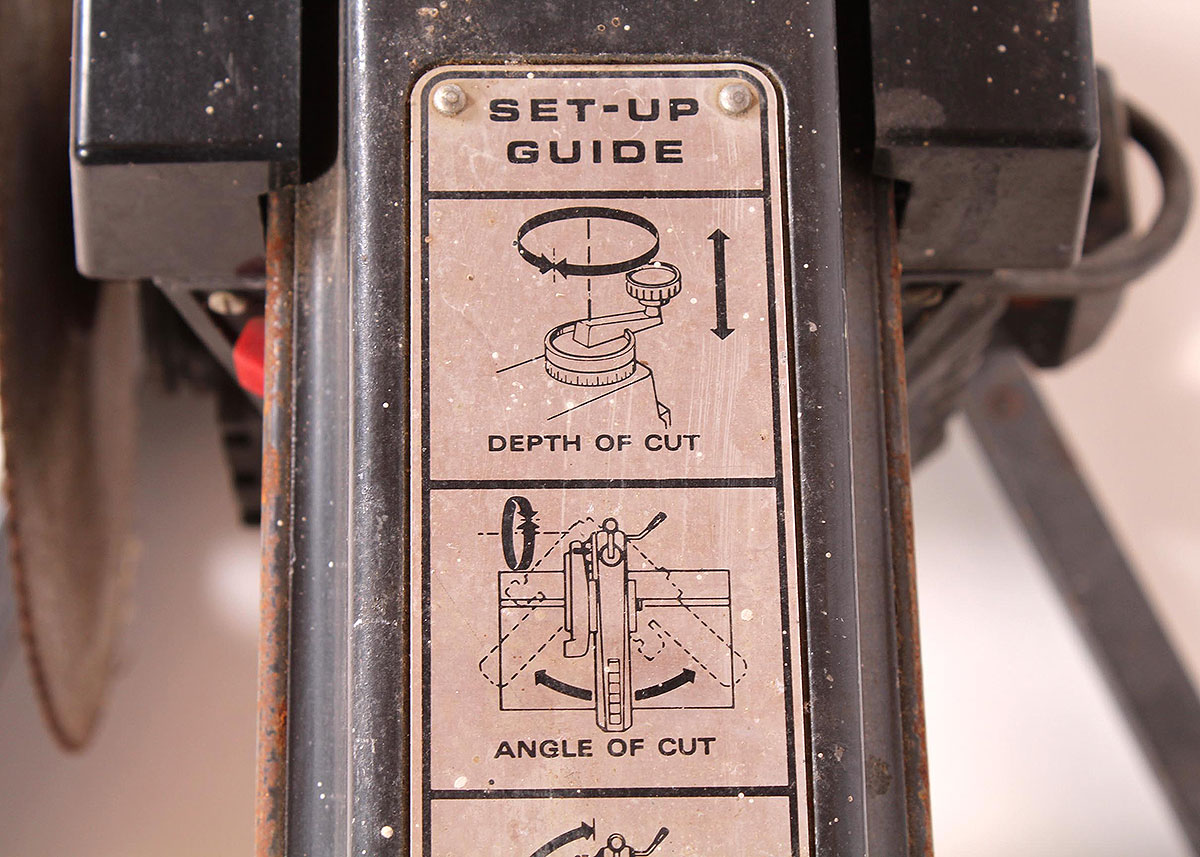 SET-UP
GUIDE
DEPTH OF CUT
ANGLE OF CUT